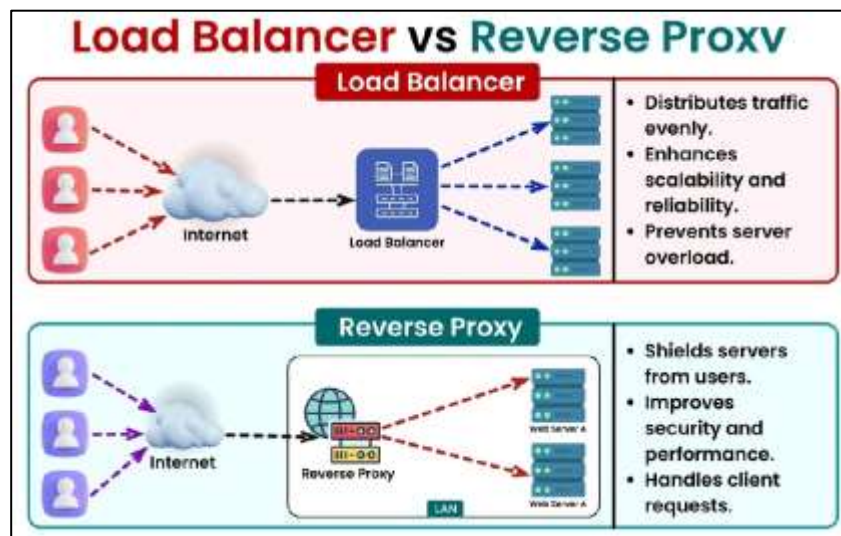 Load Balancer vs Reverse Proxy
Load Balancer
Internet
Load Balancer
• Distributes traffic
evenly.
• Enhances
scalability and
reliability.
• Prevents server
overload.
Reverse Proxy
Internet
Reverse Proxy
Web Server A
Web Server A
LAN
• Shields servers
from users.
• Improves
security and
performance.
• Handles client
requests.